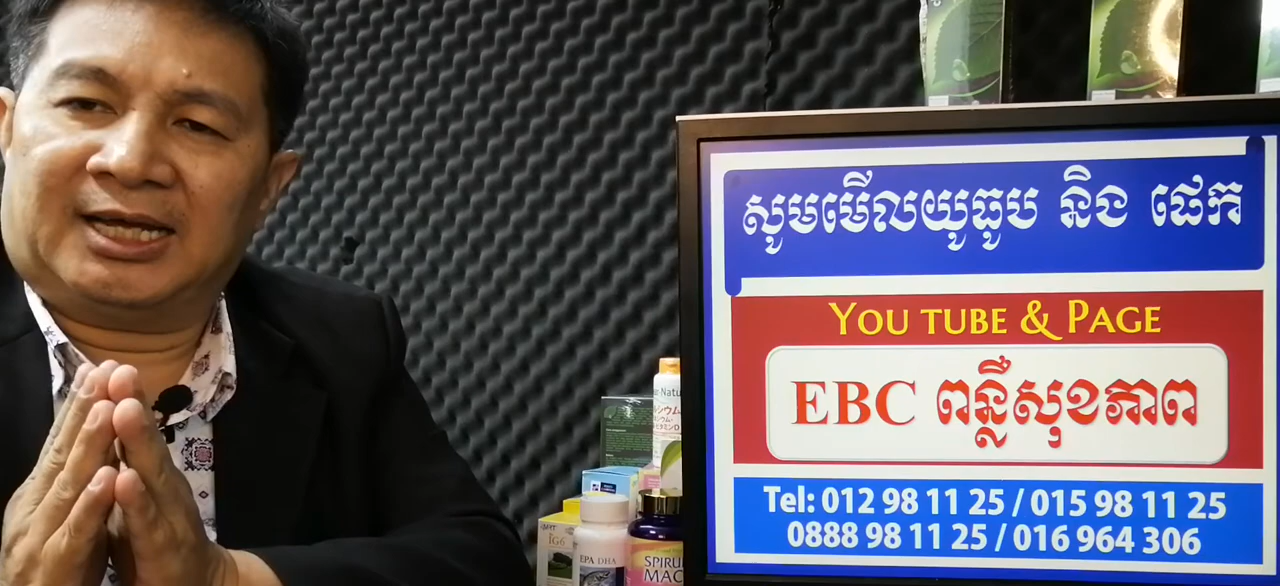 សូមមើលយូធូប និង ផេក
YOU TUBE & PAGE
EBC ពន្លឺសុខភាព
Tel: 012 98 11 25 / 015 98 11 25
0888 98 11 25 / 016 964 306
EPA DHA